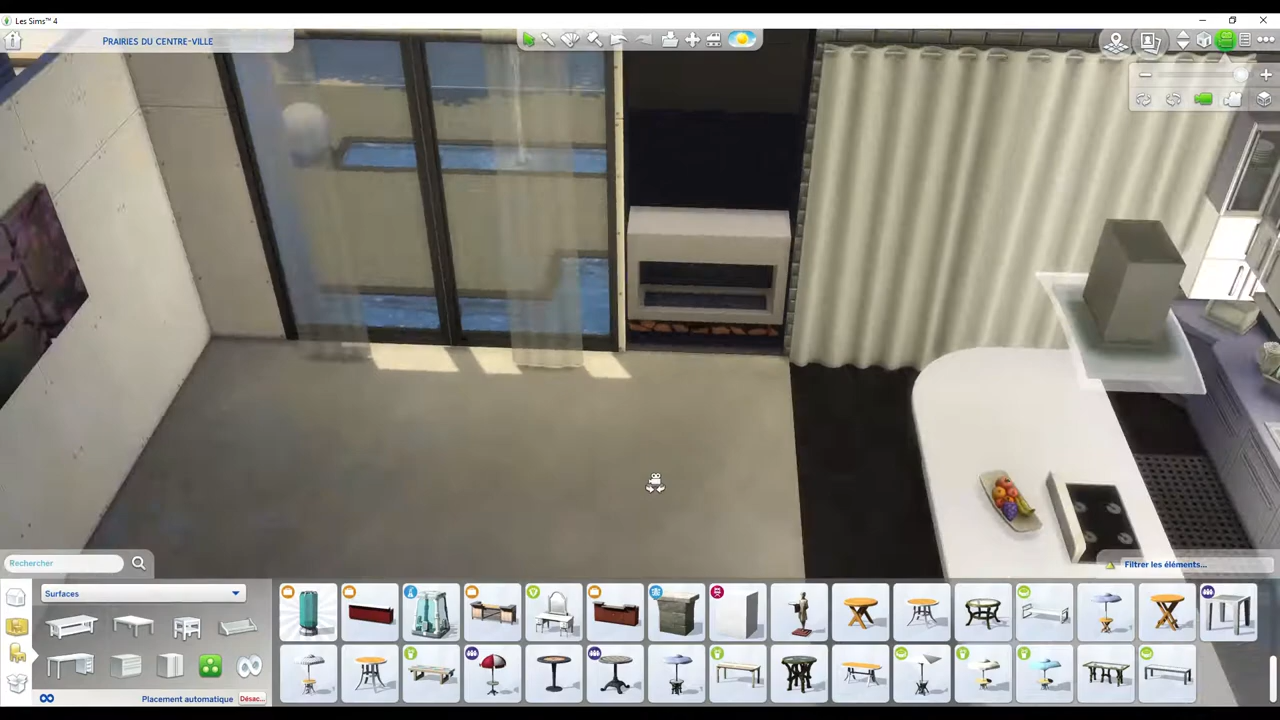 Les Sims™ 4
PRAIRIES DU CENTRE-VILLE
Rechercher
Filtrer les éléments...
Surfaces
Placement automatique
Désac...